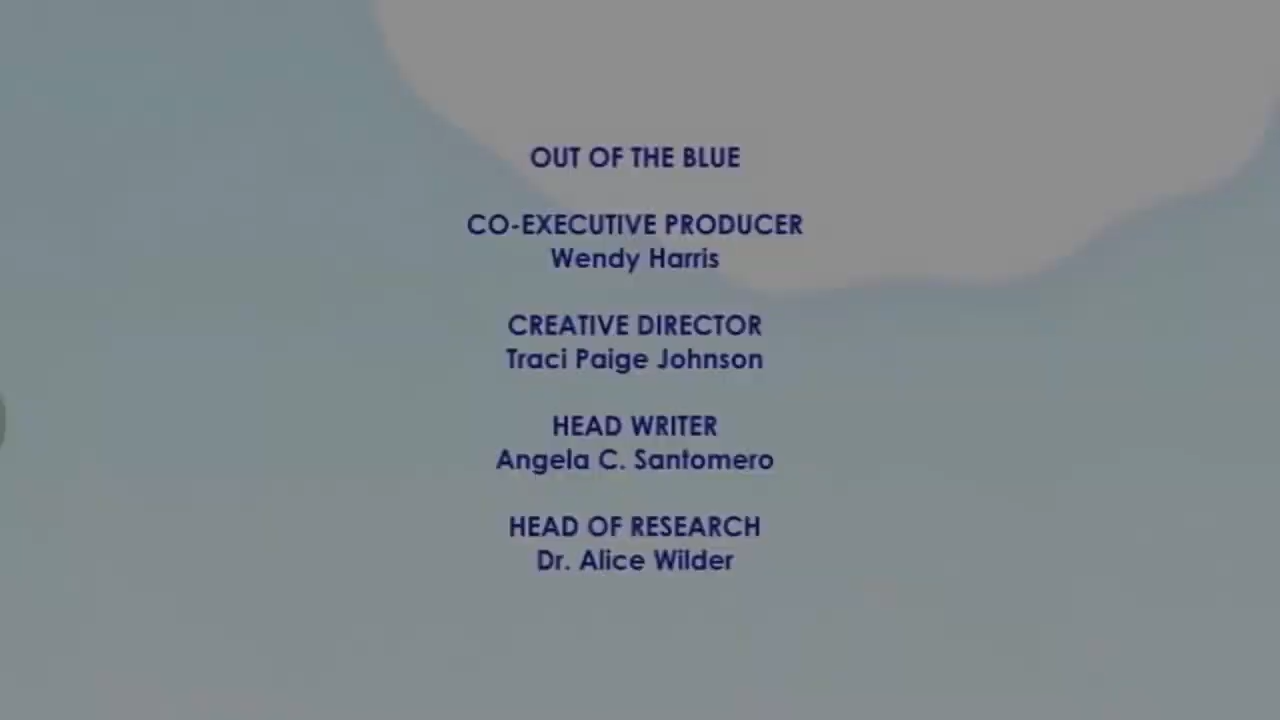 OUT OF THE BLUE
CO-EXECUTIVE PRODUCER
Wendy Harris
CREATIVE DIRECTOR
Traci Paige Johnson
HEAD WRITER
Angela C. Santomero
HEAD OF RESEARCH
Dr. Alice Wilder